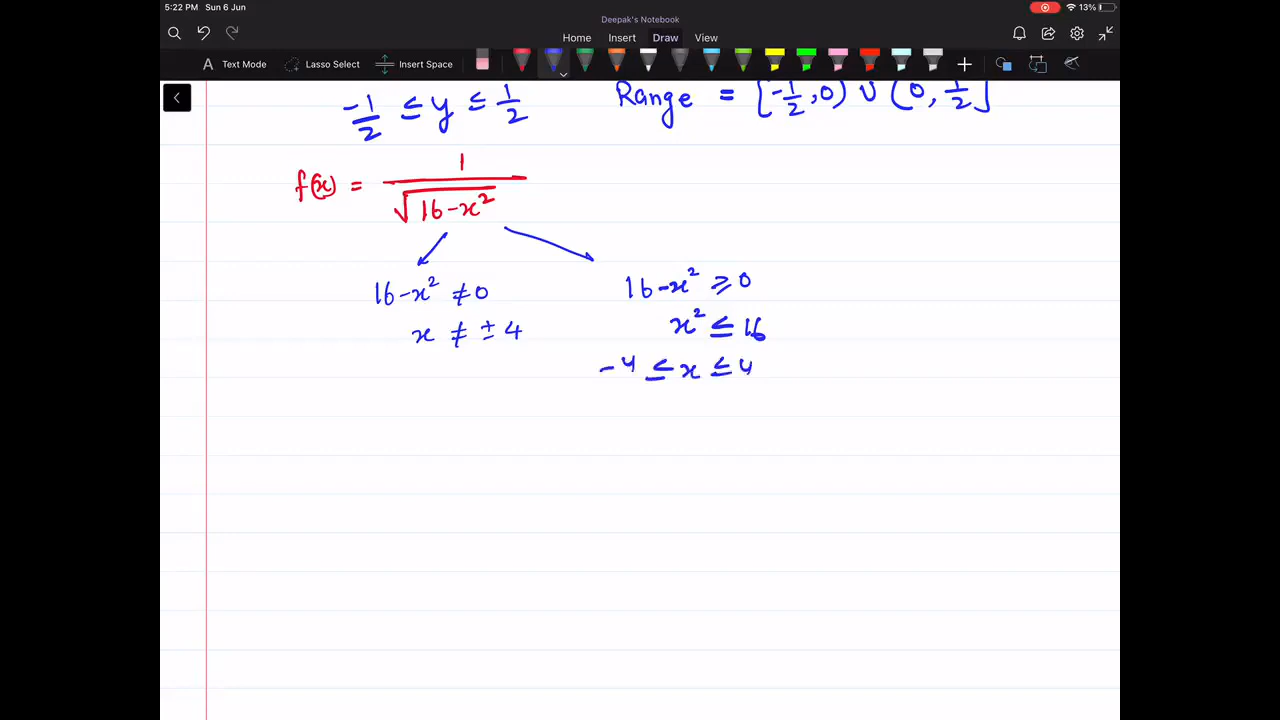 5:22 PM Sun 6 Jun
13%
Deepak's Notebook
Home Insert Draw View
Text Mode Lasso Select Insert Space
-1/2 ≤ y ≤ 1/2 Range = [-1/2, 0) ∪ (0, 1/2]
f(x) = 1/√(16-x²)
16-x² ≠ 0 16-x² ≥ 0
x ≠ ± 4 x² ≤ 16
-4 ≤ x ≤ 4